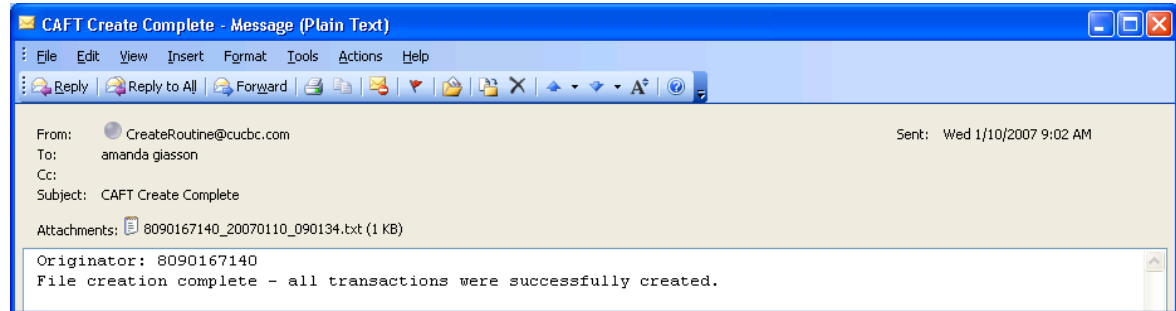 CAFT Create Complete - Message (Plain Text)
File Edit View Insert Format Tools Actions Help
Reply Reply to All Forward
From: CreateRoutine@cucbc.com Sent: Wed 1/10/2007 9:02 AM
To: amanda giasson
Cc:
Subject: CAFT Create Complete
Attachments: 8090167140_20070110_090134.txt (1 KB)
Originator: 8090167140
File creation complete - all transactions were successfully created.